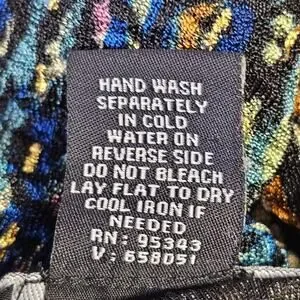 HAND WASH
SEPARATELY
IN COLD
WATER ON
REVERSE SIDE
DO NOT BLEACH
LAY FLAT TO DRY
COOL IRON IF
NEEDED
RN: 95343
V: 658051